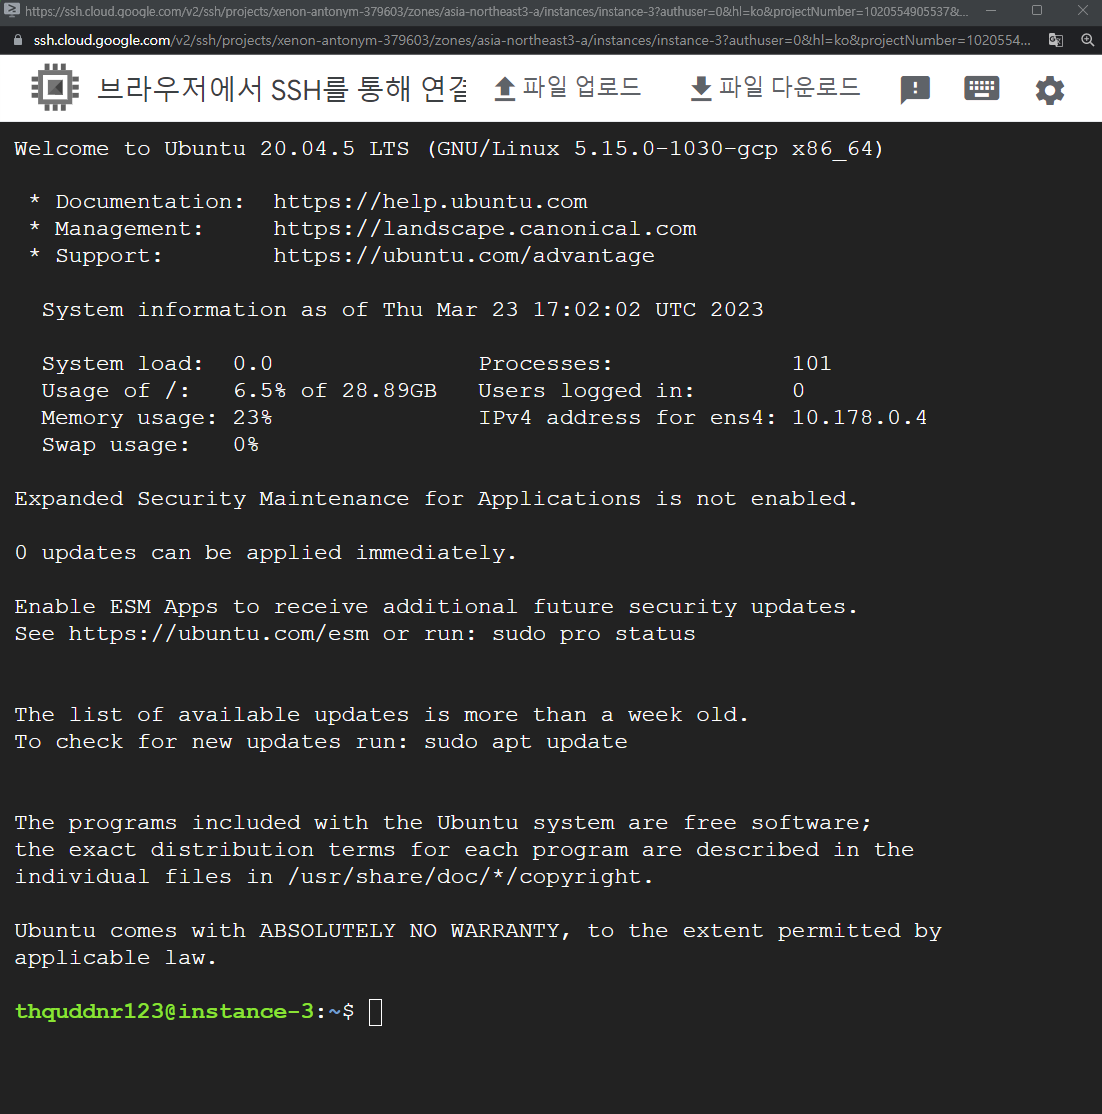 https://ssh.cloud.google.com/v2/ssh/projects/xenon-antonym-379603/zones/asia-northeast3-a/instances/instance-3?authuser=0&hl=ko&projectNumber=1020554905537&...
ssh.cloud.google.com/v2/ssh/projects/xenon-antonym-379603/zones/asia-northeast3-a/instances/instance-3?authuser=0&hl=ko&projectNumber=1020554...
브라우저에서 SSH를 통해 연결 파일 업로드 파일 다운로드
Welcome to Ubuntu 20.04.5 LTS (GNU/Linux 5.15.0-1030-gcp x86_64)
* Documentation: https://help.ubuntu.com
* Management: https://landscape.canonical.com
* Support: https://ubuntu.com/advantage
System information as of Thu Mar 23 17:02:02 UTC 2023
System load: 0.0 Processes: 101
Usage of /: 6.5% of 28.89GB Users logged in: 0
Memory usage: 23% IPv4 address for ens4: 10.178.0.4
Swap usage: 0%
Expanded Security Maintenance for Applications is not enabled.
0 updates can be applied immediately.
Enable ESM Apps to receive additional future security updates.
See https://ubuntu.com/esm or run: sudo pro status
The list of available updates is more than a week old.
To check for new updates run: sudo apt update
The programs included with the Ubuntu system are free software;
the exact distribution terms for each program are described in the
individual files in /usr/share/doc/*/copyright.
Ubuntu comes with ABSOLUTELY NO WARRANTY, to the extent permitted by
applicable law.
thquddnr123@instance-3:~$